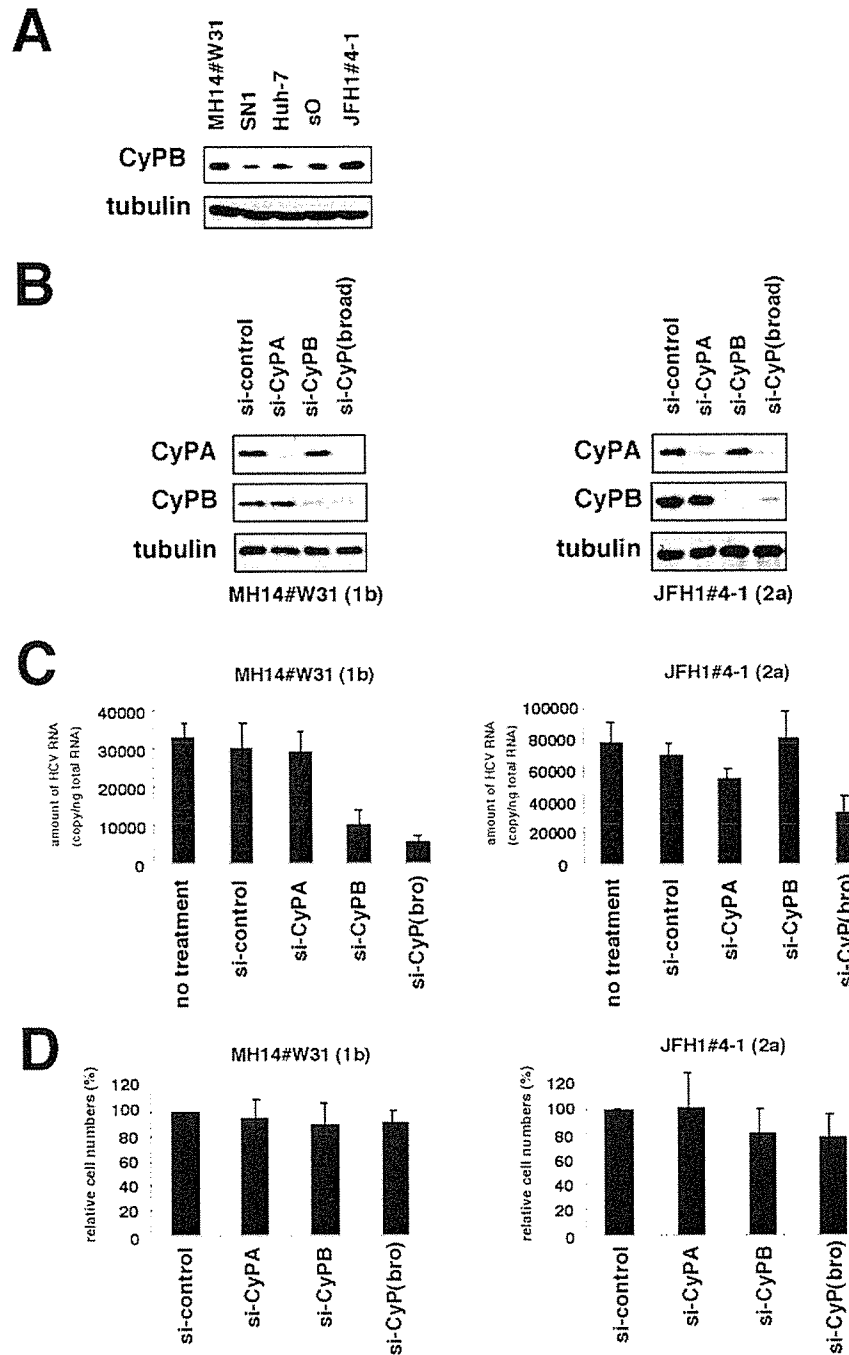 A
MH14#W31
SN1
Huh-7
sO
JFH1#4-1
CyPB
tubulin
B
si-control
si-CyPA
si-CyPB
si-CyP(broad)
CyPA
CyPB
tubulin
MH14#W31 (1b)
si-control
si-CyPA
si-CyPB
si-CyP(broad)
CyPA
CyPB
tubulin
JFH1#4-1 (2a)
C
MH14#W31 (1b)
amount of HCV RNA
(copy/ng total RNA)
40000
30000
20000
10000
0
no treatment
si-control
si-CyPA
si-CyPB
si-CyP(bro)
JFH1#4-1 (2a)
amount of HCV RNA
(copy/ng total RNA)
100000
80000
60000
40000
20000
0
no treatment
si-control
si-CyPA
si-CyPB
si-CyP(bro)
D
MH14#W31 (1b)
relative cell numbers (%)
120
100
80
60
40
20
0
si-control
si-CyPA
si-CyPB
si-CyP(bro)
JFH1#4-1 (2a)
relative cell numbers (%)
120
100
80
60
40
20
0
si-control
si-CyPA
si-CyPB
si-CyP(bro)